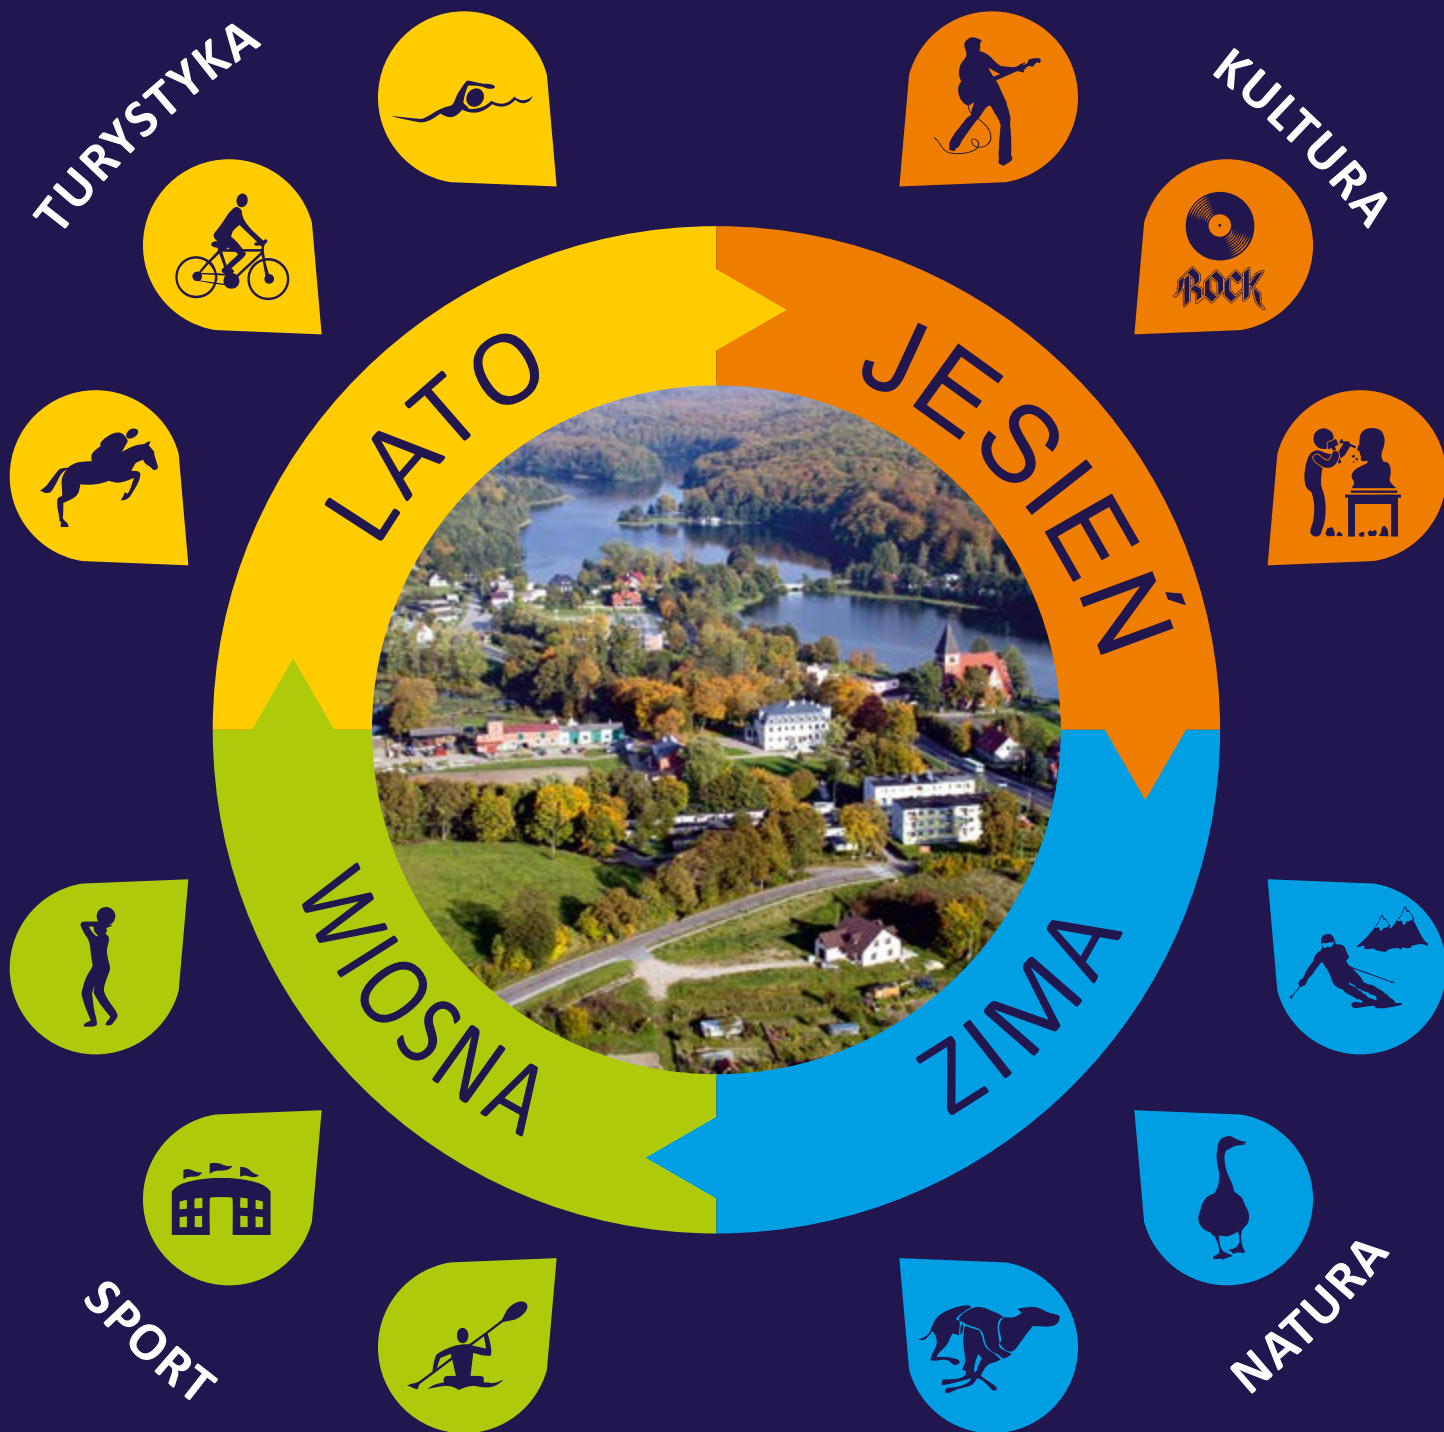 TURYSTYKA
KULTURA
ROCK
LATO
JESIEŃ
WIOSNA
ZIMA
SPORT
NATURA